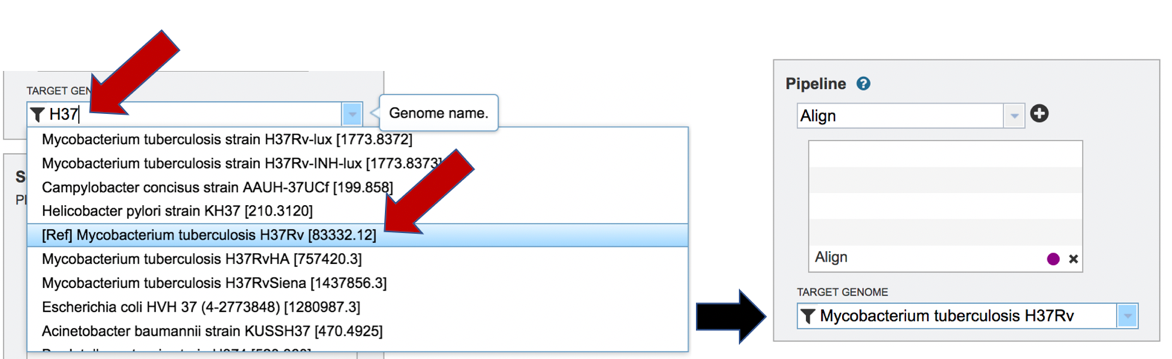 TARGET GEN
H37
Genome name.
Mycobacterium tuberculosis strain H37Rv-lux [1773.8372]
Mycobacterium tuberculosis strain H37Rv-INH-lux [1773.8373]
Campylobacter concisus strain AAUH-37UCf [199.858]
Helicobacter pylori strain KH37 [210.3120]
[Ref] Mycobacterium tuberculosis H37Rv [83332.12]
Mycobacterium tuberculosis H37RvHA [757420.3]
Mycobacterium tuberculosis H37RvSiena [1437856.3]
Escherichia coli HVH 37 (4-2773848) [1280987.3]
Acinetobacter baumannii strain KUSSH37 [470.4925]
S
Pipeline ?
Align
Align
TARGET GENOME
Mycobacterium tuberculosis H37Rv